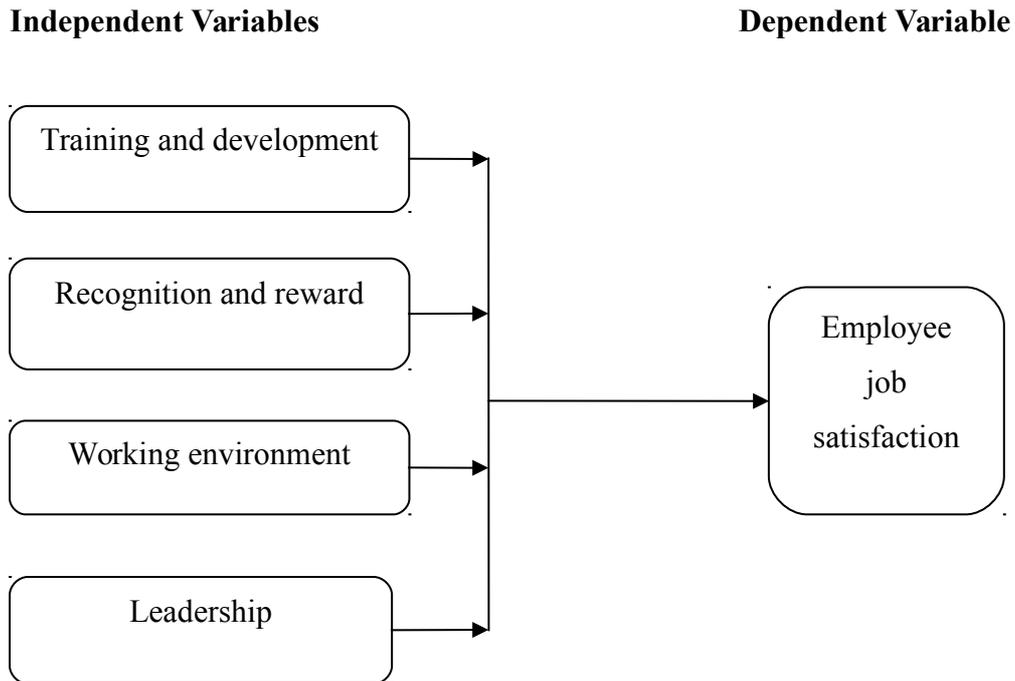 Independent Variables
Dependent Variable
Training and development
Recognition and reward
Working environment
Leadership
Employee
job
satisfaction